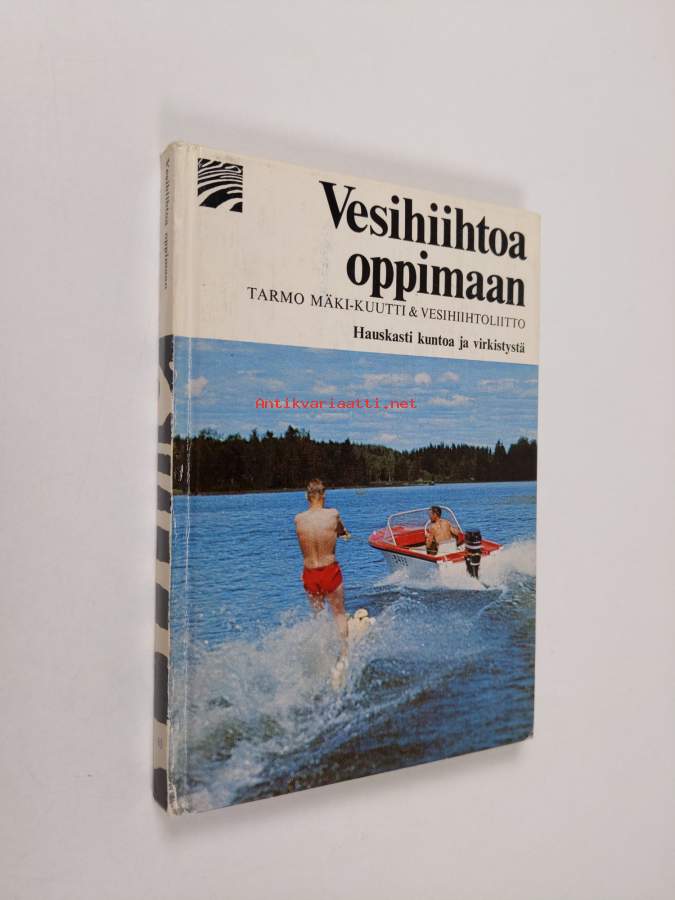 Vesihiihtoa oppimaan
Vesihiihtoa
oppimaan
TARMO MÄKI-KUUTTI & VESIHIIHTOLIITTO
Hauskasti kuntoa ja virkistystä
Antikvariaatti.net